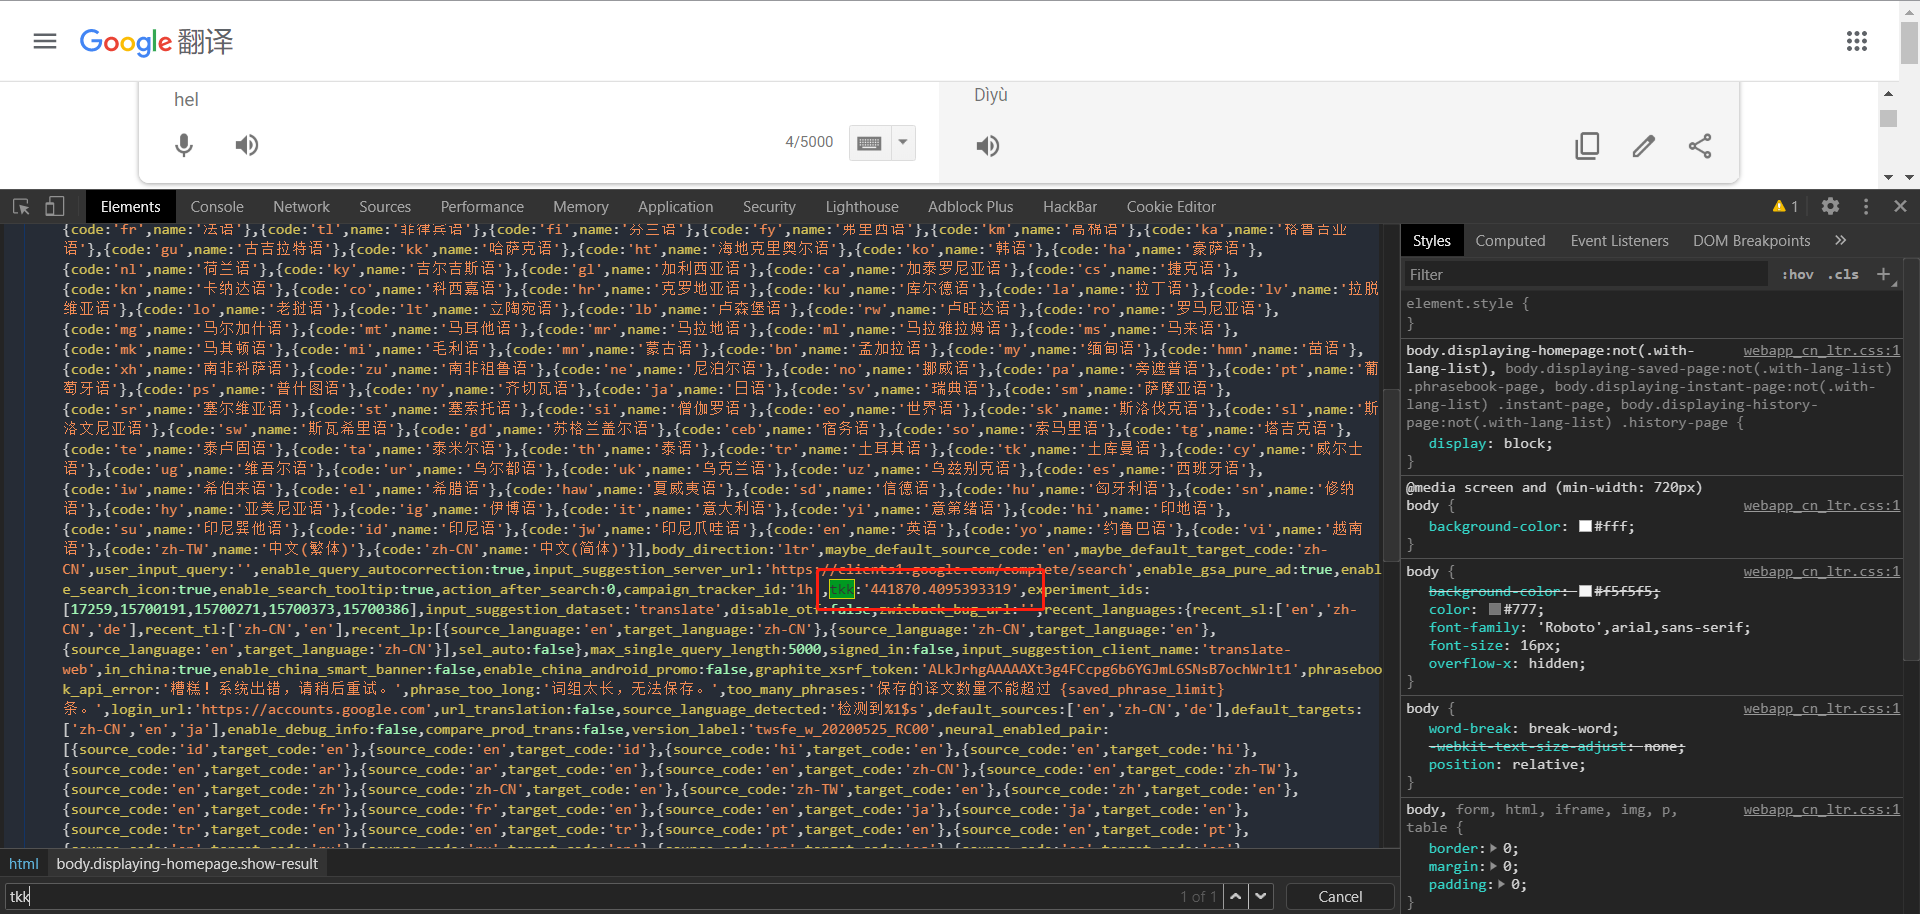 Google 翻译
hel
Dìyù
4/5000
Elements Console Network Sources Performance Memory Application Security Lighthouse Adblock Plus HackBar Cookie Editor 1
{code:'fr',name:'法语'},{code:'tl',name:'菲律宾语'},{code:'fi',name:'芬兰语'},{code:'fy',name:'弗里西语'},{code:'km',name:'高棉语'},{code:'ka',name:'格鲁吉亚
语'},{code:'gu',name:'古吉拉特语'},{code:'kk',name:'哈萨克语'},{code:'ht',name:'海地克里奥尔语'},{code:'ko',name:'韩语'},{code:'ha',name:'豪萨语'},
{code:'nl',name:'荷兰语'},{code:'ky',name:'吉尔吉斯语'},{code:'gl',name:'加利西亚语'},{code:'ca',name:'加泰罗尼亚语'},{code:'cs',name:'捷克语'},
{code:'kn',name:'卡纳达语'},{code:'co',name:'科西嘉语'},{code:'hr',name:'克罗地亚语'},{code:'ku',name:'库尔德语'},{code:'la',name:'拉丁语'},{code:'lv',name:'拉脱
维亚语'},{code:'lo',name:'老挝语'},{code:'lt',name:'立陶宛语'},{code:'lb',name:'卢森堡语'},{code:'rw',name:'卢旺达语'},{code:'ro',name:'罗马尼亚语'},
{code:'mg',name:'马尔加什语'},{code:'mt',name:'马耳他语'},{code:'mr',name:'马拉地语'},{code:'ml',name:'马拉雅拉姆语'},{code:'ms',name:'马来语'},
{code:'mk',name:'马其顿语'},{code:'mi',name:'毛利语'},{code:'mn',name:'蒙古语'},{code:'bn',name:'孟加拉语'},{code:'my',name:'缅甸语'},{code:'hmn',name:'苗语'},
{code:'xh',name:'南非科萨语'},{code:'zu',name:'南非祖鲁语'},{code:'ne',name:'尼泊尔语'},{code:'no',name:'挪威语'},{code:'pa',name:'旁遮普语'},{code:'pt',name:'葡
萄牙语'},{code:'ps',name:'普什图语'},{code:'ny',name:'齐切瓦语'},{code:'ja',name:'日语'},{code:'sv',name:'瑞典语'},{code:'sm',name:'萨摩亚语'},
{code:'sr',name:'塞尔维亚语'},{code:'st',name:'塞索托语'},{code:'si',name:'僧伽罗语'},{code:'eo',name:'世界语'},{code:'sk',name:'斯洛伐克语'},{code:'sl',name:'斯
洛文尼亚语'},{code:'sw',name:'斯瓦希里语'},{code:'gd',name:'苏格兰盖尔语'},{code:'ceb',name:'宿务语'},{code:'so',name:'索马里语'},{code:'tg',name:'塔吉克语'},
{code:'te',name:'泰卢固语'},{code:'ta',name:'泰米尔语'},{code:'th',name:'泰语'},{code:'tr',name:'土耳其语'},{code:'tk',name:'土库曼语'},{code:'cy',name:'威尔士
语'},{code:'ug',name:'维吾尔语'},{code:'ur',name:'乌尔都语'},{code:'uk',name:'乌克兰语'},{code:'uz',name:'乌兹别克语'},{code:'es',name:'西班牙语'},
{code:'iw',name:'希伯来语'},{code:'el',name:'希腊语'},{code:'haw',name:'夏威夷语'},{code:'sd',name:'信德语'},{code:'hu',name:'匈牙利语'},{code:'sn',name:'修纳
语'},{code:'hy',name:'亚美尼亚语'},{code:'ig',name:'伊博语'},{code:'it',name:'意大利语'},{code:'yi',name:'意第绪语'},{code:'hi',name:'印地语'},
{code:'su',name:'印尼巽他语'},{code:'id',name:'印尼语'},{code:'jw',name:'印尼爪哇语'},{code:'en',name:'英语'},{code:'yo',name:'约鲁巴语'},{code:'vi',name:'越南
语'},{code:'zh-TW',name:'中文(繁体)'},{code:'zh-CN',name:'中文(简体)'}],body_direction:'ltr',maybe_default_source_code:'en',maybe_default_target_code:'zh-
CN',user_input_query:'',enable_query_autocorrection:true,input_suggestion_server_url:'https://clients1.google.com/complete/search',enable_gsa_pure_ad:true,enabl
e_search_icon:true,enable_search_tooltip:true,action_after_search:0,campaign_tracker_id:'1h',tkk:'441870.4095393319',experiment_ids:
[17259,15700191,15700271,15700373,15700386],input_suggestion_dataset:'translate',disable_otf:false,zwieback_bug_url:'',recent_languages:{recent_sl:['en','zh-
CN','de'],recent_tl:['zh-CN','en'],recent_lp:[{source_language:'en',target_language:'zh-CN'},{source_language:'zh-CN',target_language:'en'},
{source_language:'en',target_language:'zh-CN'}],sel_auto:false},max_single_query_length:5000,signed_in:false,input_suggestion_client_name:'translate-
web',in_china:true,enable_china_smart_banner:false,enable_china_android_promo:false,graphite_xsrf_token:'ALkJrhgAAAAAXt3g4FCcpg6b6YGJmL6SNsB7ochWrlt1',phraseboo
k_api_error:'糟糕！系统出错，请稍后重试。',phrase_too_long:'词组太长，无法保存。',too_many_phrases:'保存的译文数量不能超过 {saved_phrase_limit}
条。',login_url:'https://accounts.google.com',url_translation:false,source_language_detected:'检测到%1$s',default_sources:['en','zh-CN','de'],default_targets:
['zh-CN','en','ja'],enable_debug_info:false,compare_prod_trans:false,version_label:'twsfe_w_20200525_RC00',neural_enabled_pair:
[{source_code:'id',target_code:'en'},{source_code:'en',target_code:'id'},{source_code:'hi',target_code:'en'},{source_code:'en',target_code:'hi'},
{source_code:'en',target_code:'ar'},{source_code:'ar',target_code:'en'},{source_code:'en',target_code:'zh-CN'},{source_code:'en',target_code:'zh-TW'},
{source_code:'en',target_code:'zh'},{source_code:'zh-CN',target_code:'en'},{source_code:'zh-TW',target_code:'en'},{source_code:'zh',target_code:'en'},
{source_code:'en',target_code:'fr'},{source_code:'fr',target_code:'en'},{source_code:'en',target_code:'ja'},{source_code:'ja',target_code:'en'},
{source_code:'tr',target_code:'en'},{source_code:'en',target_code:'tr'},{source_code:'pt',target_code:'en'},{source_code:'en',target_code:'pt'},
html body.displaying-homepage.show-result
tkk 1 of 1 Cancel
Styles Computed Event Listeners DOM Breakpoints »
Filter :hov .cls +
element.style {
}
body.displaying-homepage:not(.with- webapp_cn_ltr.css:1
lang-list), body.displaying-saved-page:not(.with-lang-list)
.phrasebook-page, body.displaying-instant-page:not(.with-
lang-list) .instant-page, body.displaying-history-
page:not(.with-lang-list) .history-page {
display: block;
}
@media screen and (min-width: 720px)
body { webapp_cn_ltr.css:1
background-color: #fff;
}
body { webapp_cn_ltr.css:1
background-color: #f5f5f5;
color: #777;
font-family: 'Roboto',arial,sans-serif;
font-size: 16px;
overflow-x: hidden;
}
body { webapp_cn_ltr.css:1
word-break: break-word;
-webkit-text-size-adjust: none;
position: relative;
}
body, form, html, iframe, img, p, webapp_cn_ltr.css:1
table {
border: 0;
margin: 0;
padding: 0;
}